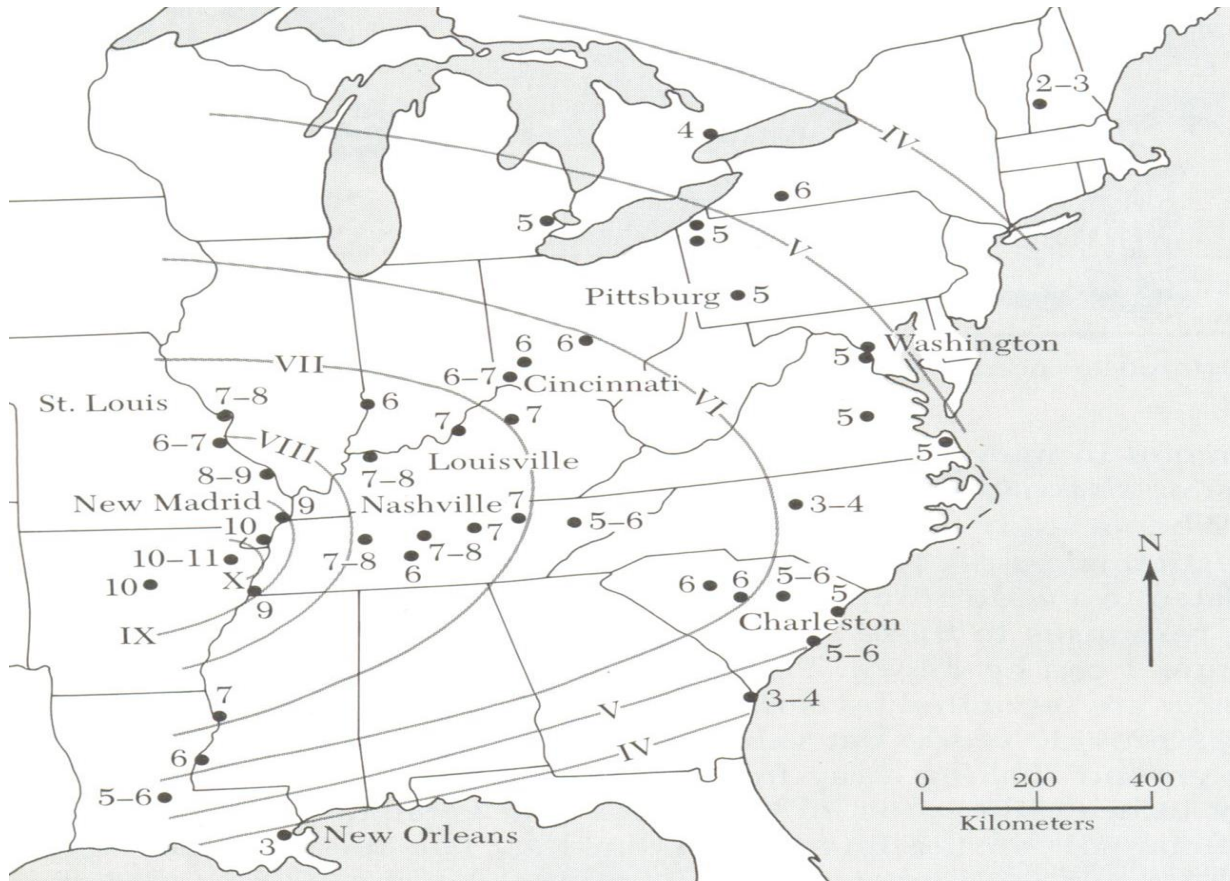 2–3
4
IV
6
5
5
V
Pittsburg
5
Washington
5
6
6
VII
6–7
Cincinnati
VI
St. Louis
7–8
6
7
7
5
6–7
VIII
Louisville
5
8–9
7–8
New Madrid
9
Nashville
7
3–4
10
7
5–6
10–11
7–8
7–8
6
X
10
9
6
6
5–6
5
IX
Charleston
5–6
N
7
3–4
V
6
IV
5–6
0 200 400
Kilometers
3
New Orleans